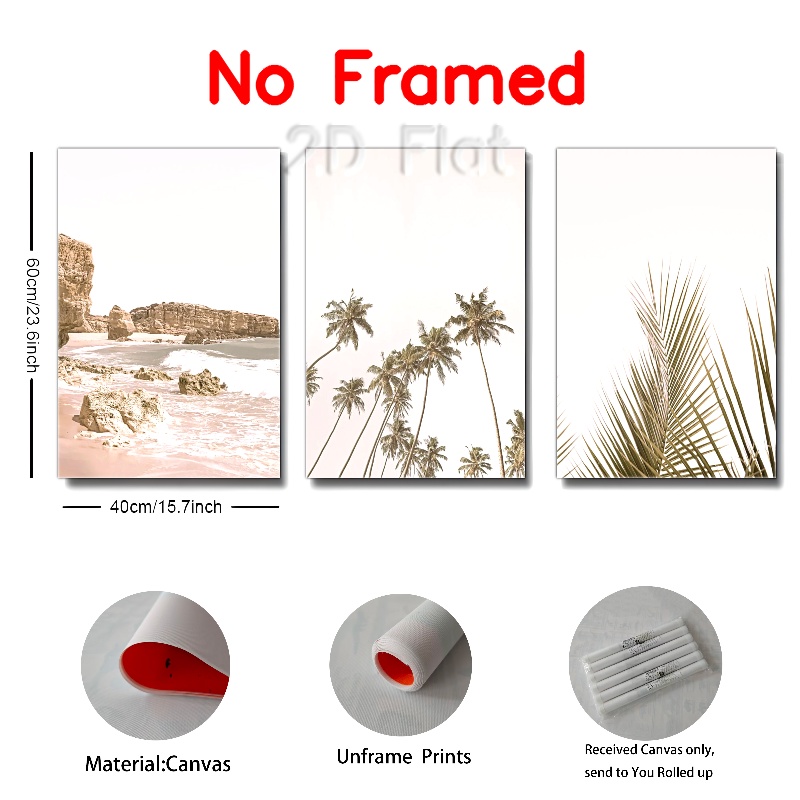 No Framed
2D Flat
60cm/23.6inch
40cm/15.7inch
Material:Canvas
Unframe Prints
Received Canvas only,
send to You Rolled up